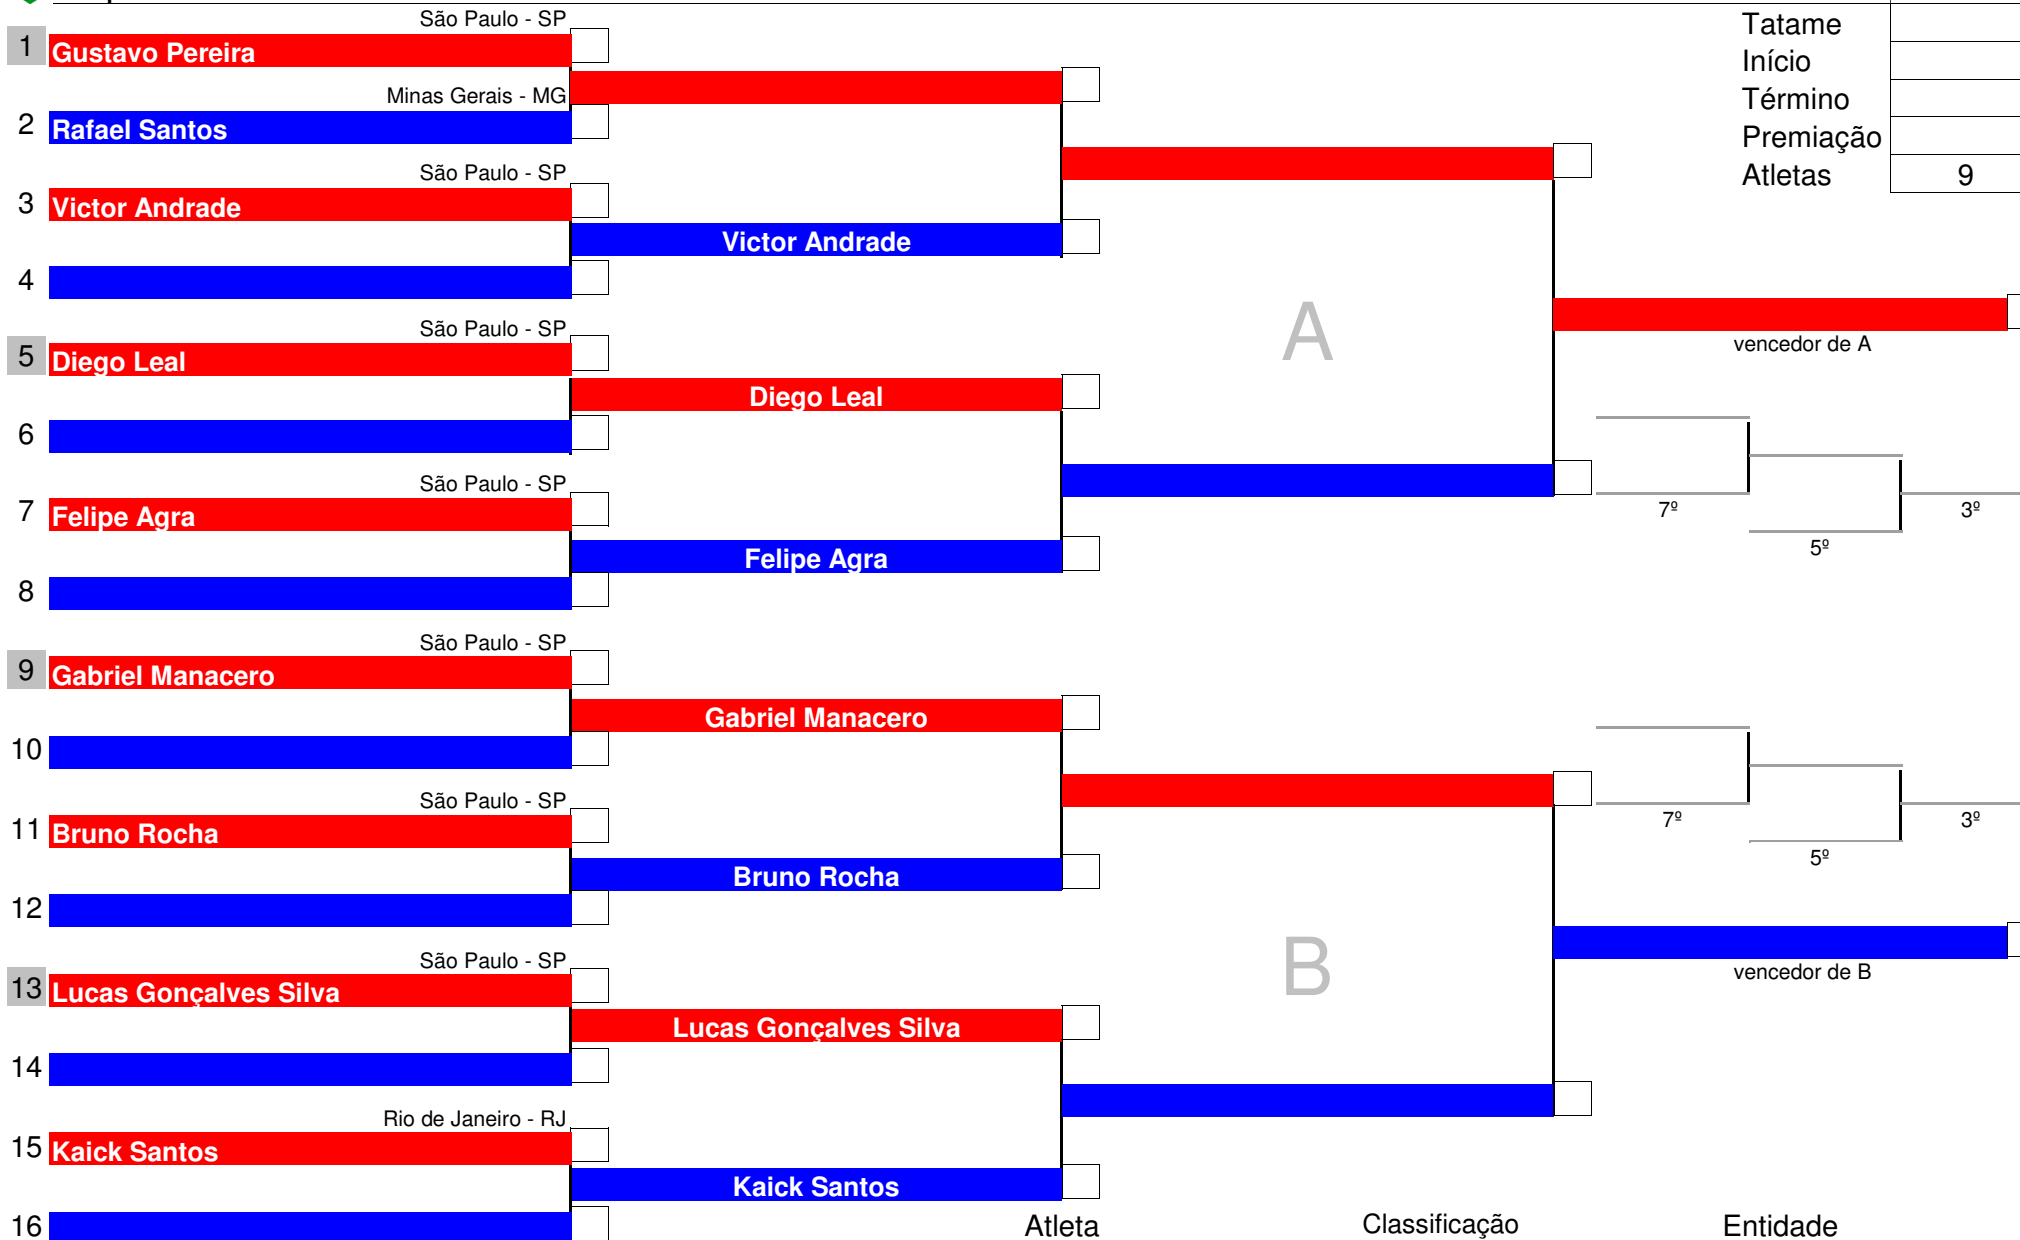 São Paulo - SP
Tatame
1 Gustavo Pereira
Início
Minas Gerais - MG
Término
2 Rafael Santos
Premiação
São Paulo - SP
Atletas 9
3 Victor Andrade
Victor Andrade
4
São Paulo - SP
A
vencedor de A
5 Diego Leal
Diego Leal
6
São Paulo - SP
7 Felipe Agra
7º
3º
5º
Felipe Agra
8
São Paulo - SP
9 Gabriel Manacero
Gabriel Manacero
10
São Paulo - SP
11 Bruno Rocha
7º
3º
5º
Bruno Rocha
12
São Paulo - SP
B
vencedor de B
13 Lucas Gonçalves Silva
Lucas Gonçalves Silva
14
Rio de Janeiro - RJ
15 Kaick Santos
Kaick Santos
16
Atleta Classificação Entidade